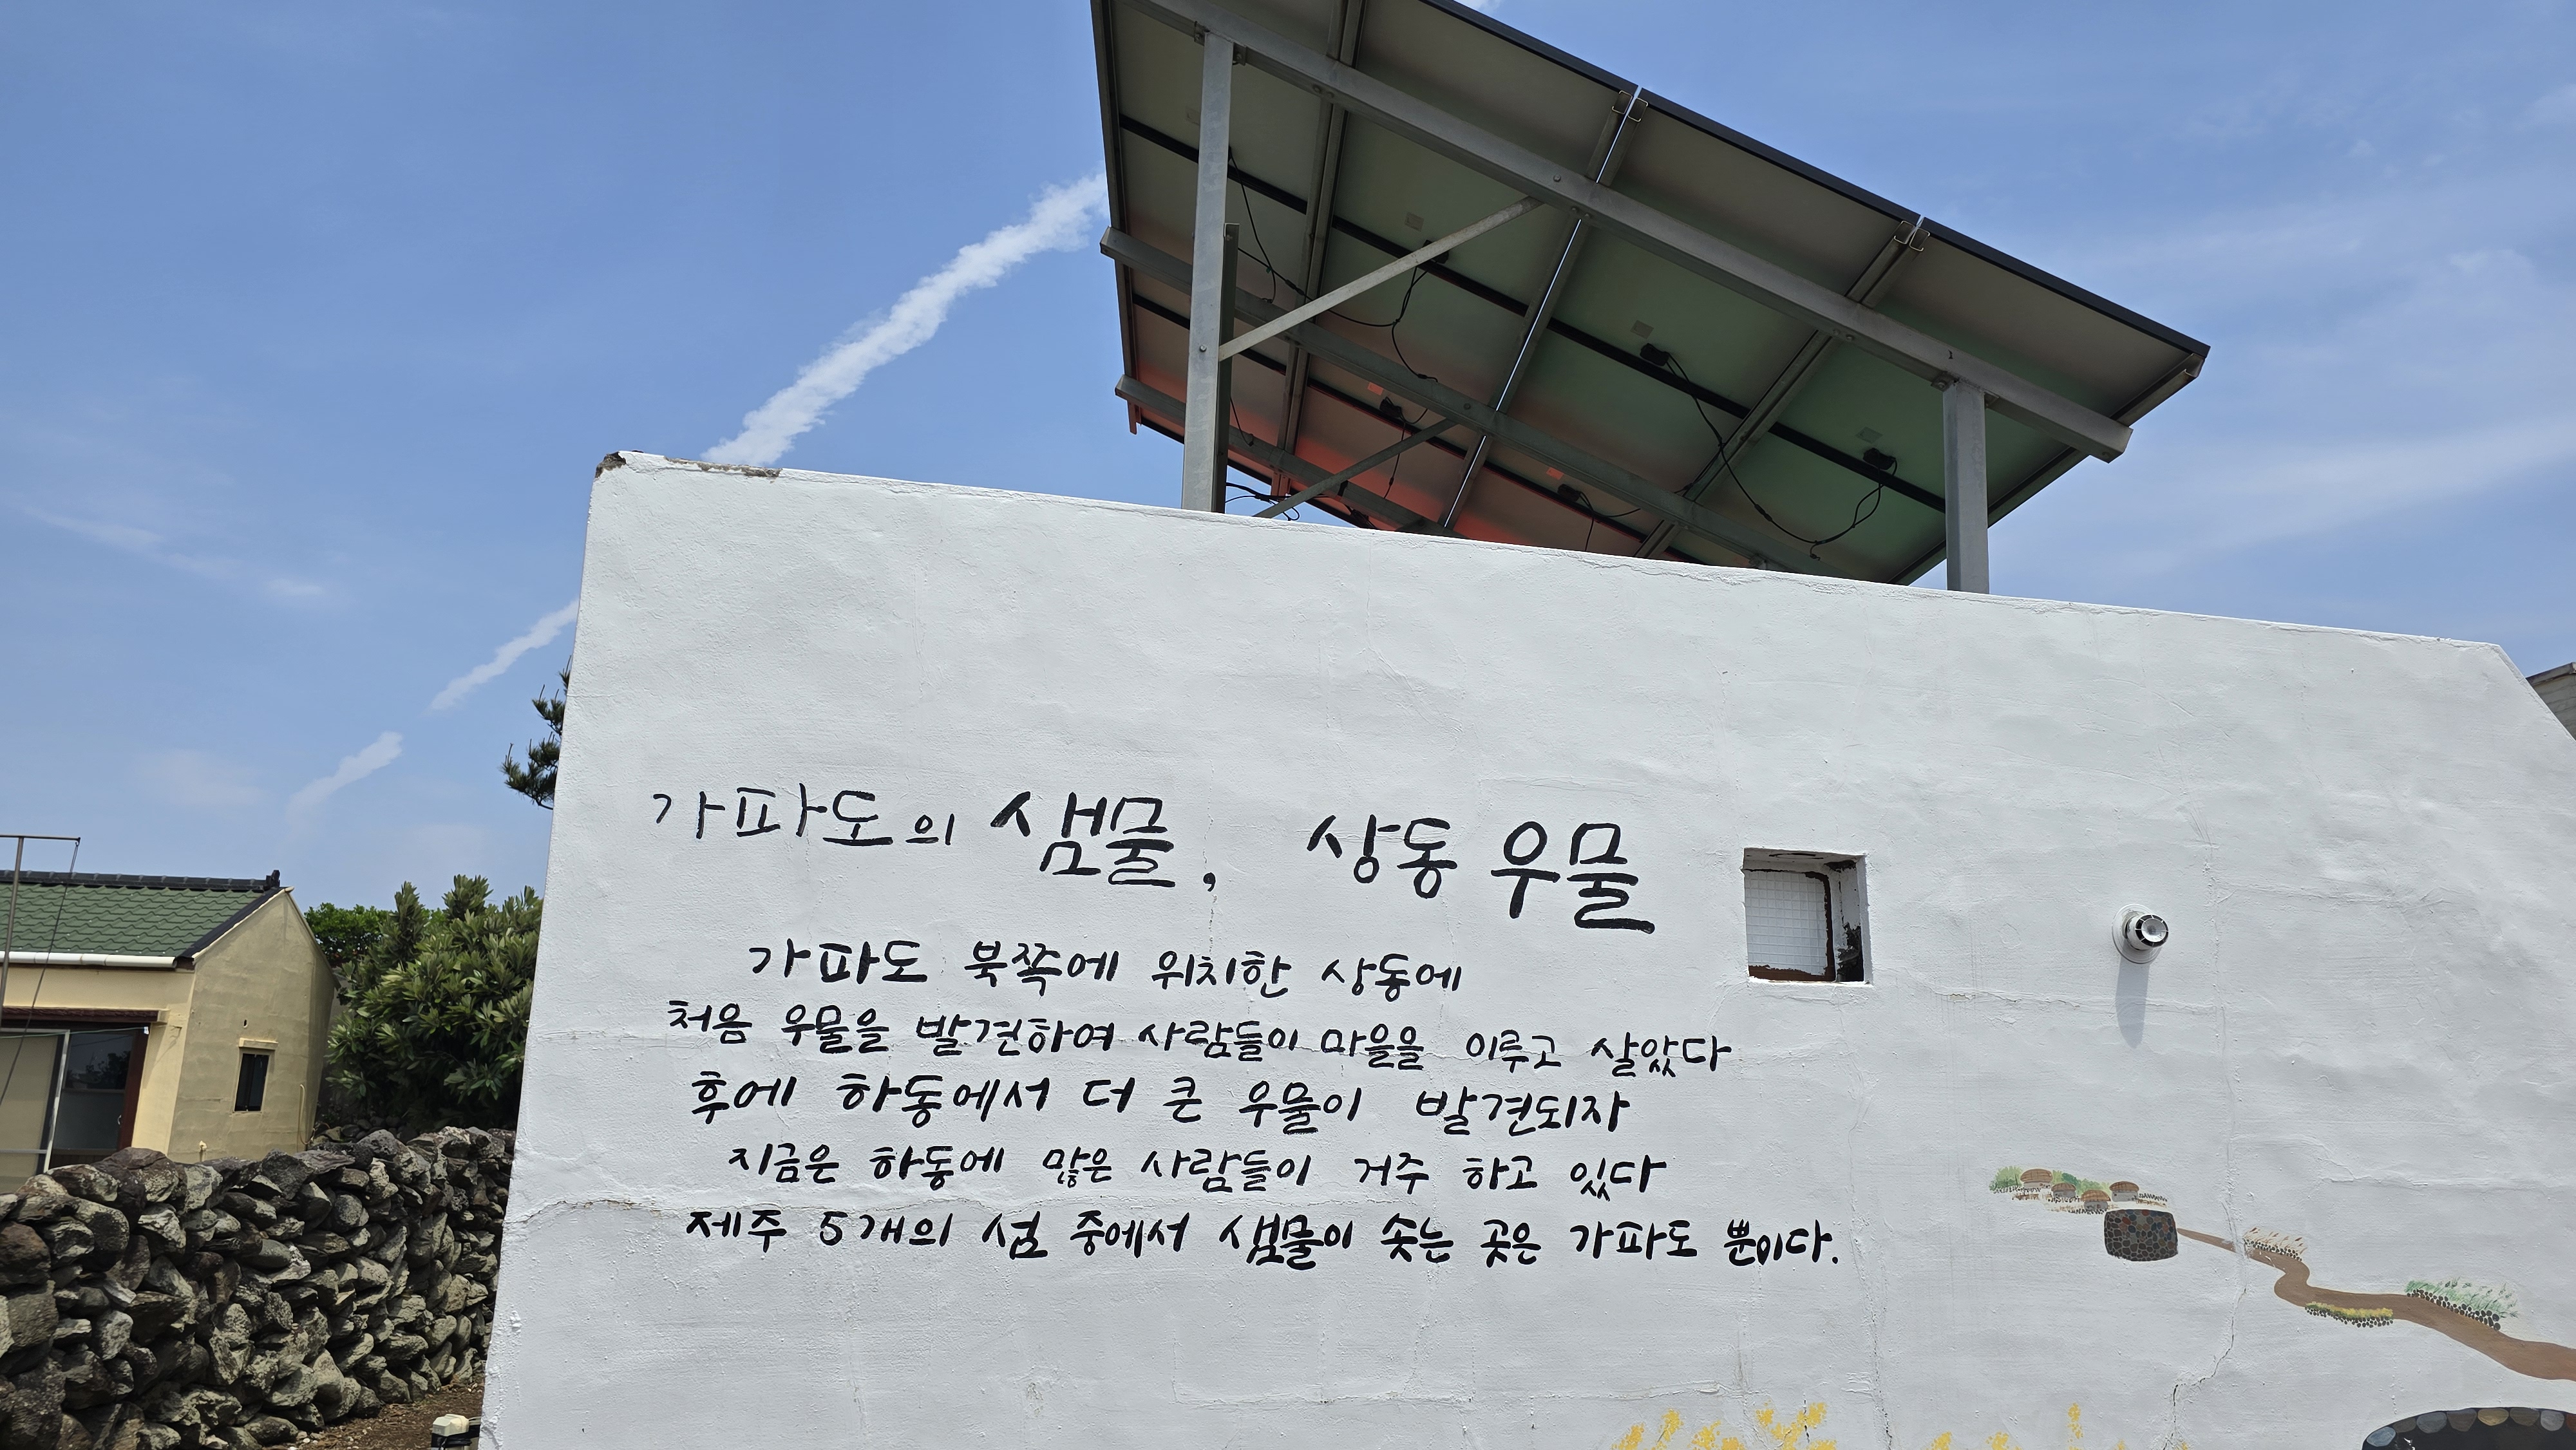 가파도의 샘물, 상동 우물
가파도 북쪽에 위치한 상동에
처음 우물을 발견하여 사람들이 마을을 이루고 살았다
후에 하동에서 더 큰 우물이 발견되자
지금은 하동에 많은 사람들이 거주 하고 있다
제주 5개의 섬 중에서 샘물이 솟는 곳은 가파도 뿐이다.